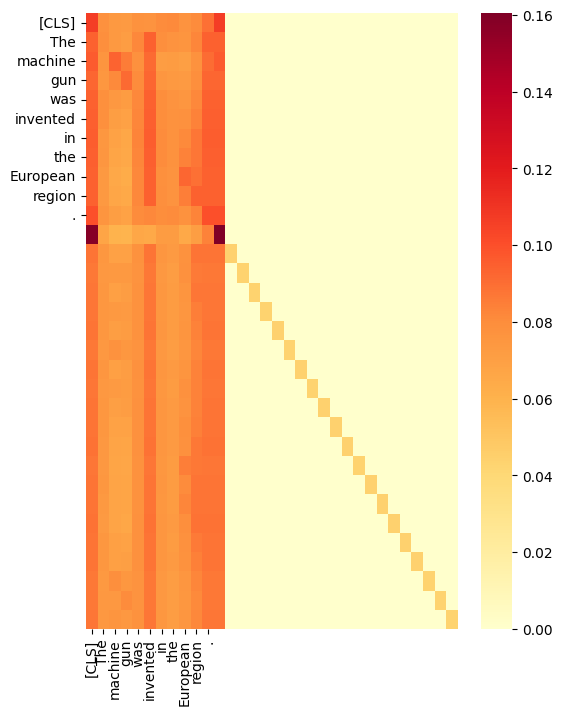 [CLS]
The
machine
gun
was
invented
in
the
European
region
.
0.16
0.14
0.12
0.10
0.08
0.06
0.04
0.02
0.00
[CLS]
The
machine
gun
was
invented
in
the
European
region
.